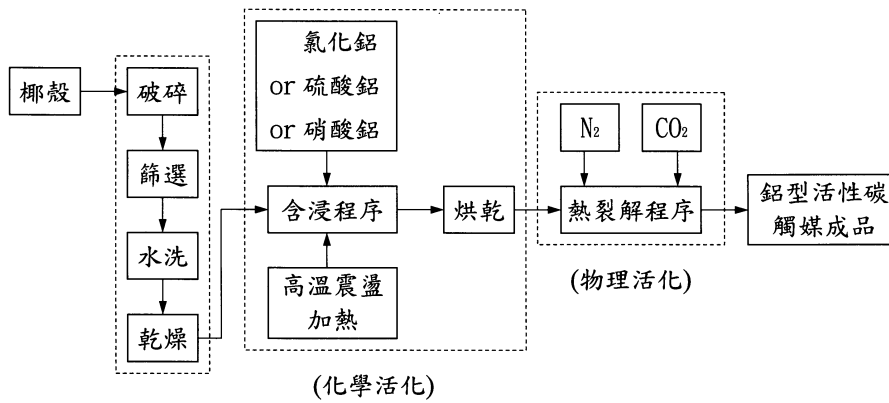 椰殼
破碎
篩選
水洗
乾燥
氯化鋁
or 硫酸鋁
or 硝酸鋁
含浸程序
高溫震盪
加熱
烘乾
(化學活化)
N₂
CO₂
熱裂解程序
(物理活化)
鋁型活性碳
觸媒成品